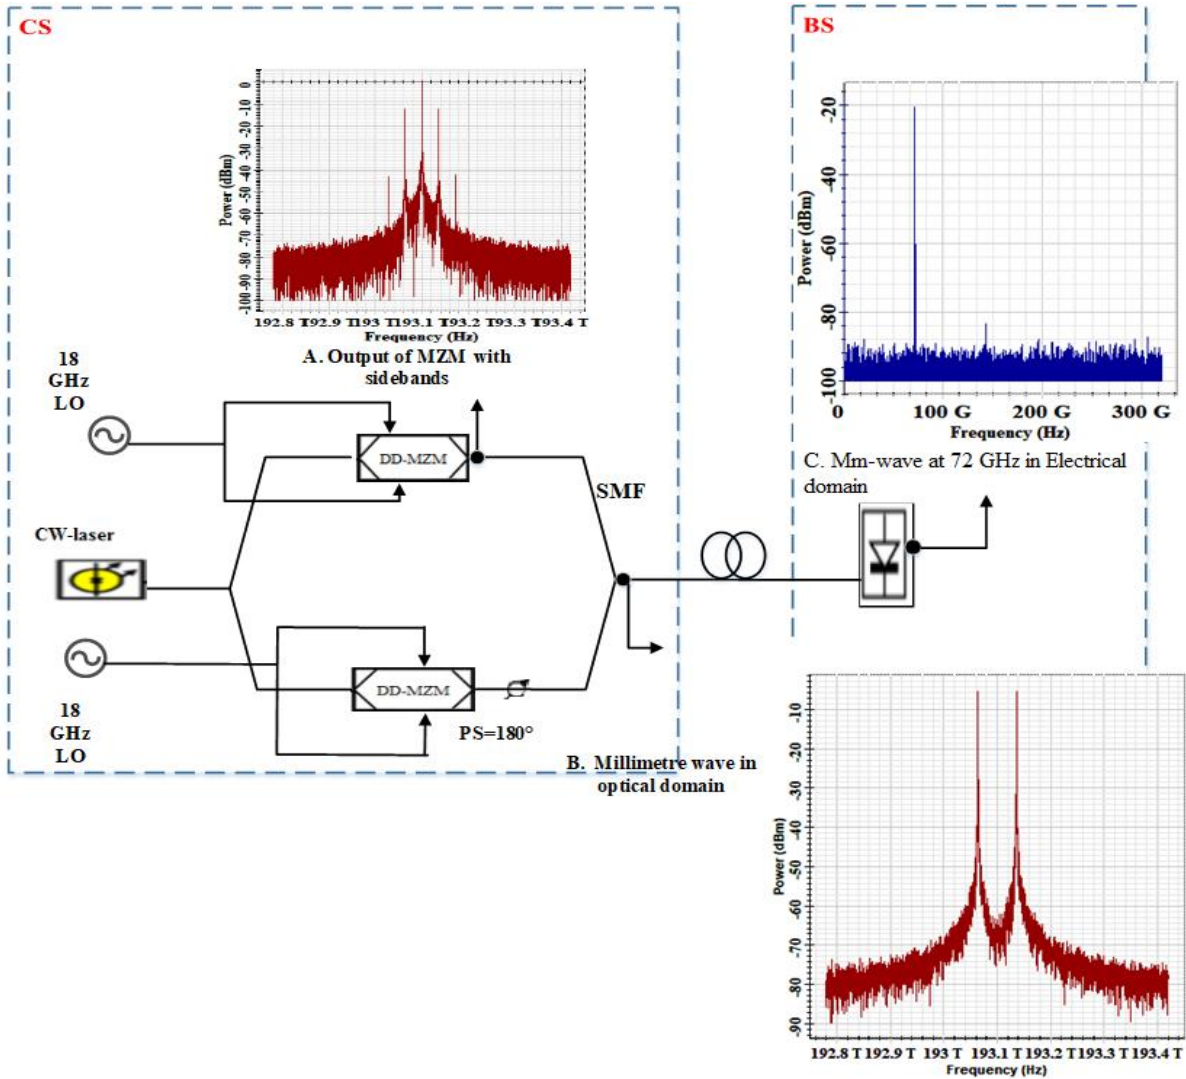 CS
BS
0
-10
-20
-30
-40
-50
-60
-70
-80
-90
-100
Power (dBm)
192.8 T192.9 T193 T193.1 T193.2 T193.3 T193.4 T
Frequency (Hz)
A. Output of MZM with
sidebands
-20
-40
-60
-80
-100
Power (dBm)
0 100 G 200 G 300 G
Frequency (Hz)
C. Mm-wave at 72 GHz in Electrical
domain
18
GHz
LO
DD-MZM
SMF
CW-laser
18
GHz
LO
DD-MZM
PS=180°
B. Millimetre wave in
optical domain
-10
-20
-30
-40
-50
-60
-70
-80
-90
Power (dBm)
192.8 T 192.9 T 193 T 193.1 T 193.2 T 193.3 T 193.4 T
Frequency (Hz)